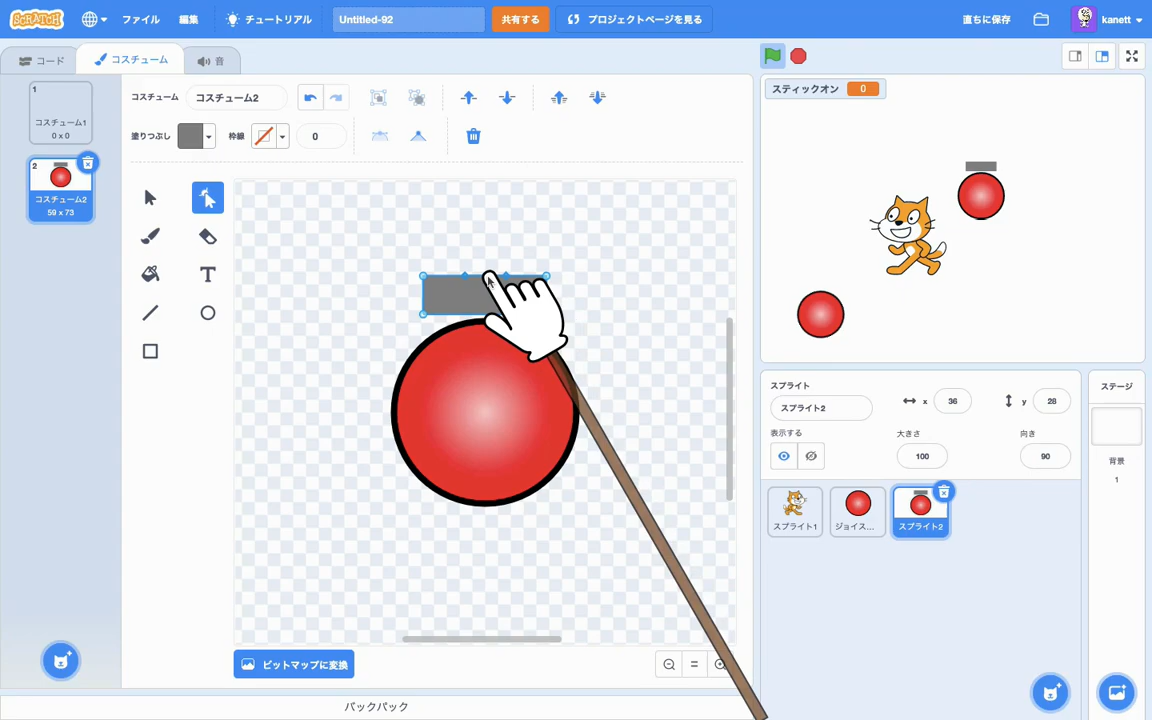 SCRATCH
ファイル
編集
チュートリアル
Untitled-92
共有する
プロジェクトページを見る
直ちに保存
kanett
コード
コスチューム
音
1
コスチューム1
0 x 0
2
コスチューム2
59 x 73
コスチューム
コスチューム2
塗りつぶし
枠線
0
T
ビットマップに変換
バックパック
スティックオン
0
スプライト
スプライト2
x
36
y
28
表示する
大きさ
100
向き
90
スプライト1
ジョイス...
スプライト2
ステージ
背景
1